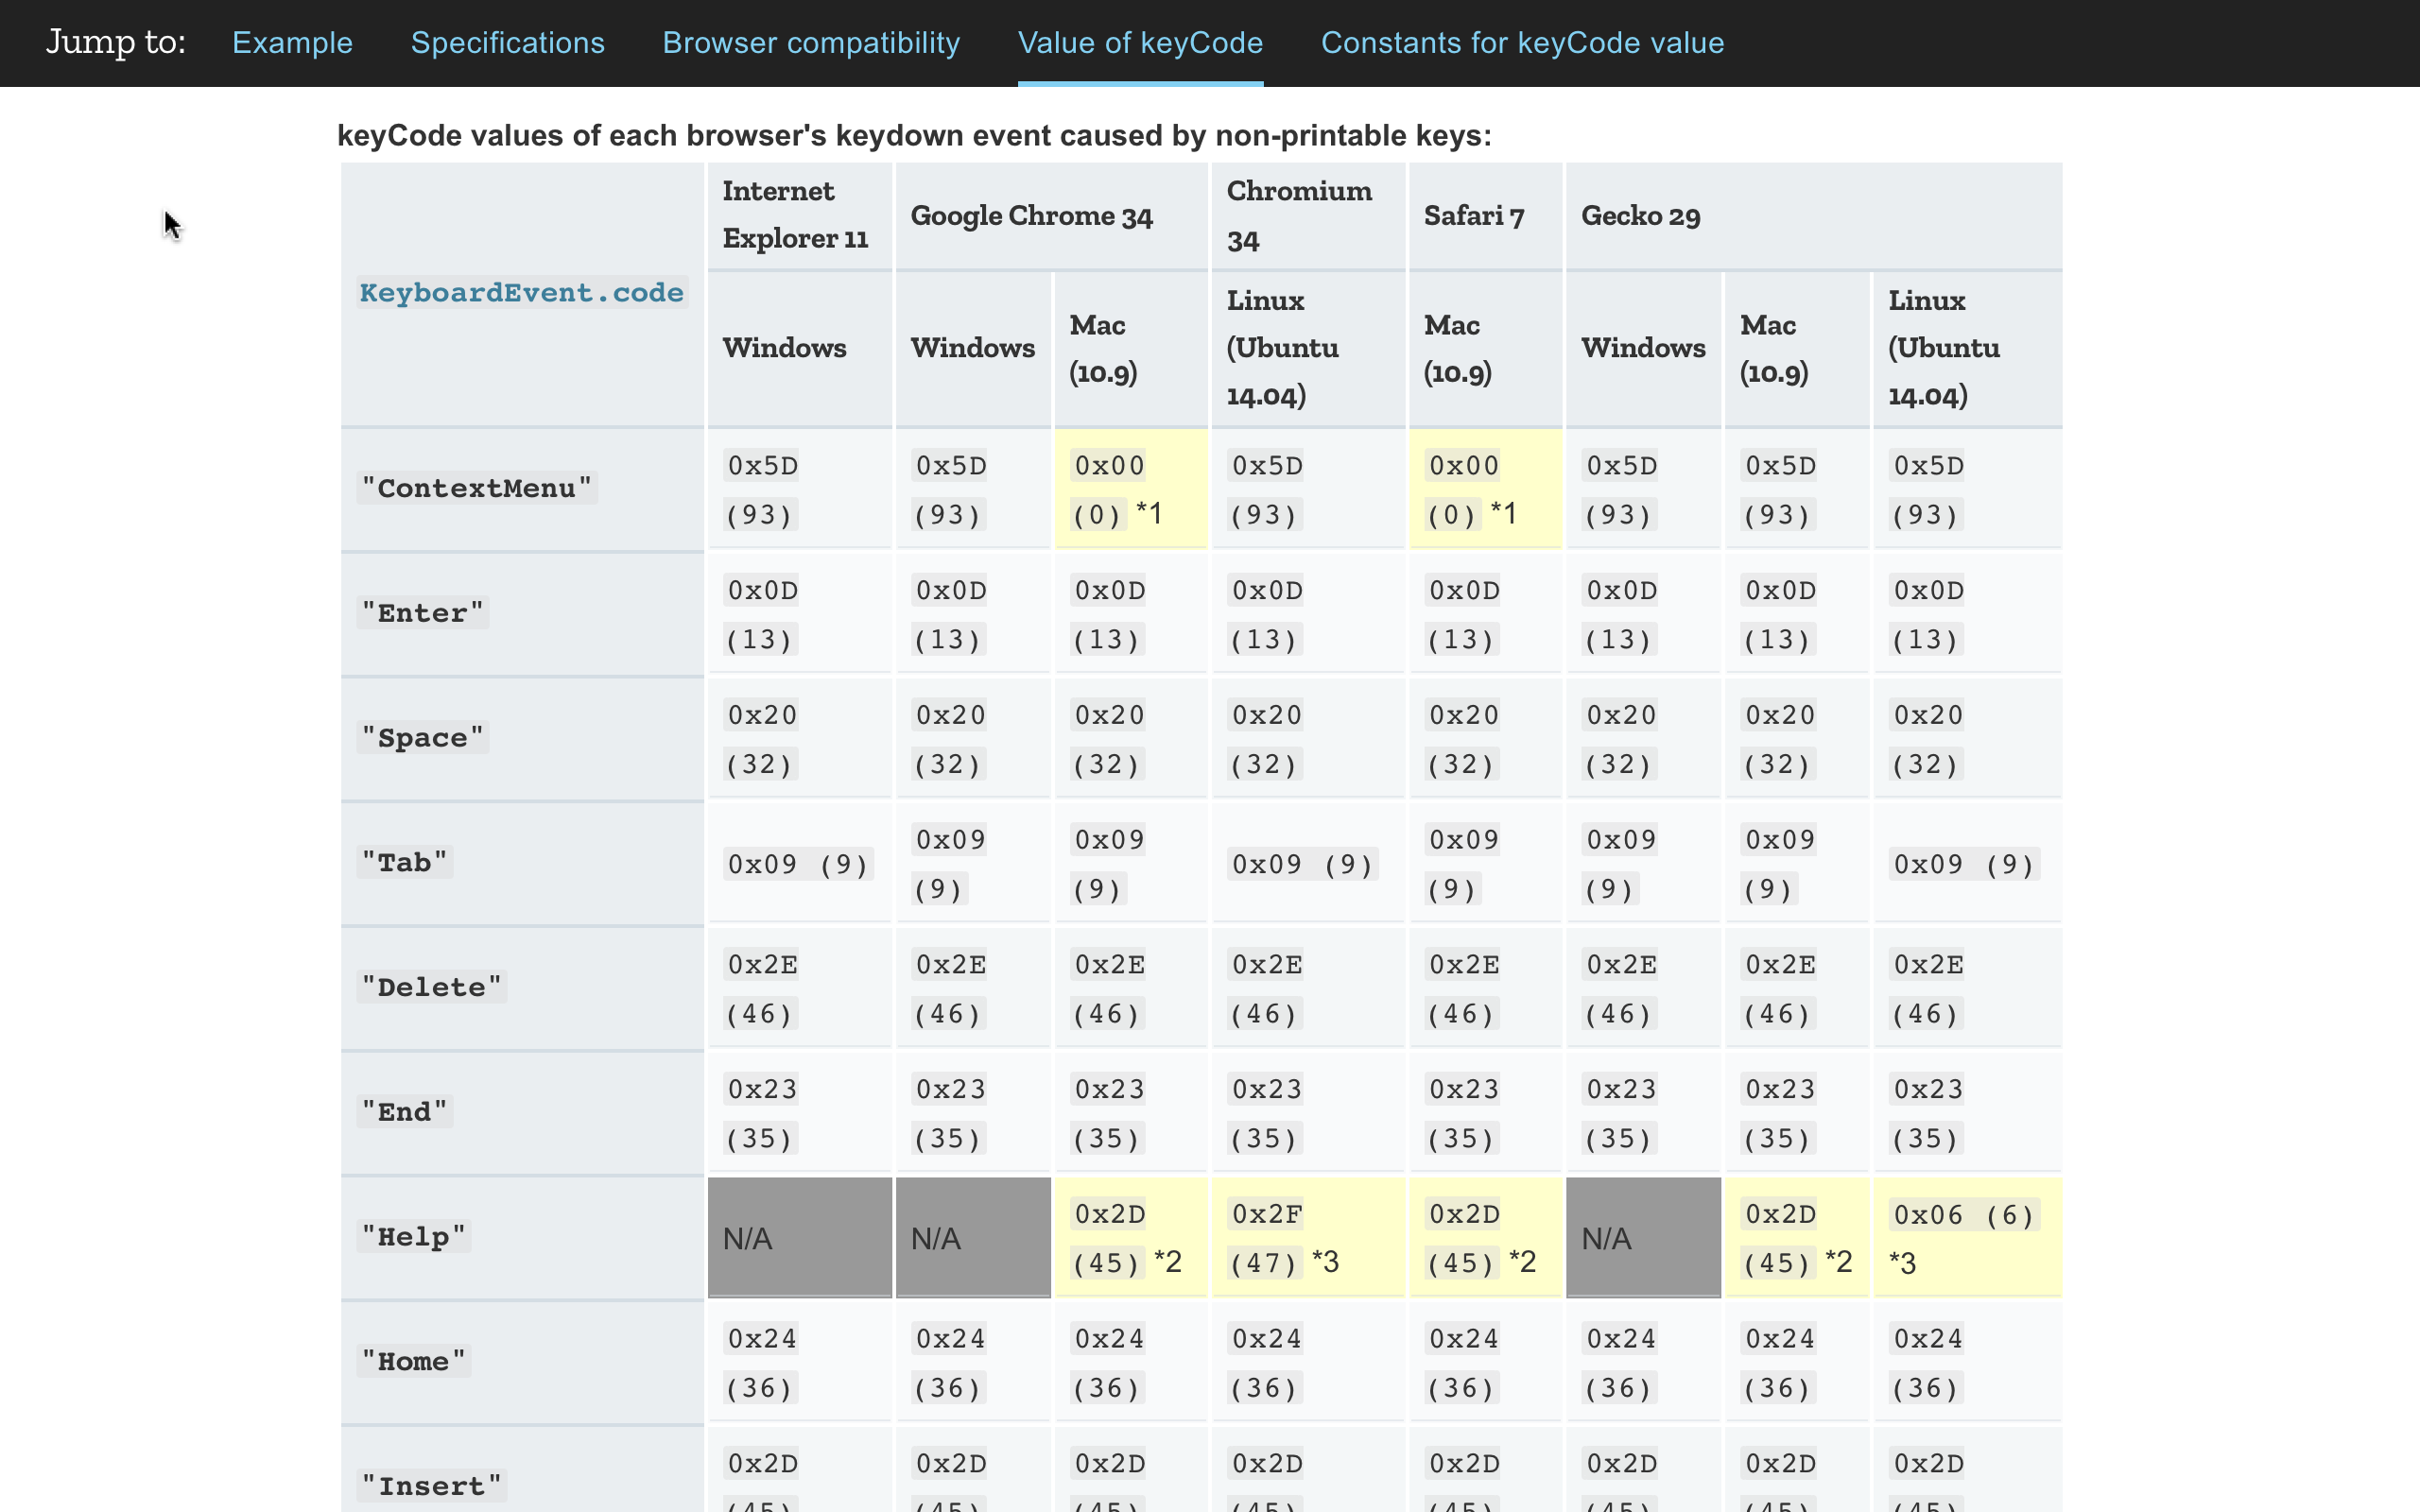 Jump to: Example Specifications Browser compatibility Value of keyCode Constants for keyCode value
keyCode values of each browser's keydown event caused by non-printable keys:
KeyboardEvent.code
Internet
Explorer 11
Google Chrome 34
Chromium
34
Safari 7
Gecko 29
Windows
Windows
Mac
(10.9)
Linux
(Ubuntu
14.04)
Mac
(10.9)
Windows
Mac
(10.9)
Linux
(Ubuntu
14.04)
"ContextMenu"
0x5D
(93)
0x5D
(93)
0x00
(0) *1
0x5D
(93)
0x00
(0) *1
0x5D
(93)
0x5D
(93)
0x5D
(93)
"Enter"
0x0D
(13)
0x0D
(13)
0x0D
(13)
0x0D
(13)
0x0D
(13)
0x0D
(13)
0x0D
(13)
0x0D
(13)
"Space"
0x20
(32)
0x20
(32)
0x20
(32)
0x20
(32)
0x20
(32)
0x20
(32)
0x20
(32)
0x20
(32)
"Tab"
0x09 (9)
0x09
(9)
0x09
(9)
0x09 (9)
0x09
(9)
0x09
(9)
0x09
(9)
0x09 (9)
"Delete"
0x2E
(46)
0x2E
(46)
0x2E
(46)
0x2E
(46)
0x2E
(46)
0x2E
(46)
0x2E
(46)
0x2E
(46)
"End"
0x23
(35)
0x23
(35)
0x23
(35)
0x23
(35)
0x23
(35)
0x23
(35)
0x23
(35)
0x23
(35)
"Help"
N/A
N/A
0x2D
(45) *2
0x2F
(47) *3
0x2D
(45) *2
N/A
0x2D
(45) *2
0x06 (6)
*3
"Home"
0x24
(36)
0x24
(36)
0x24
(36)
0x24
(36)
0x24
(36)
0x24
(36)
0x24
(36)
0x24
(36)
"Insert"
0x2D
0x2D
0x2D
0x2D
0x2D
0x2D
0x2D
0x2D